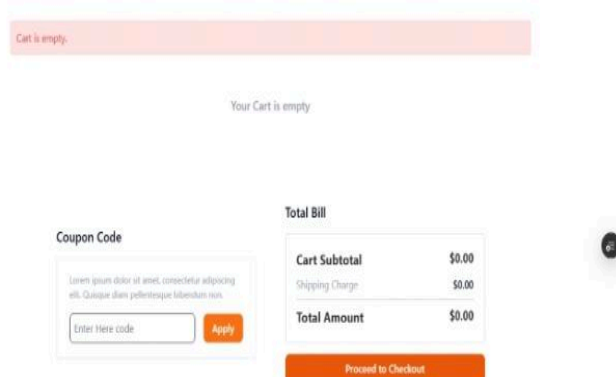 Cart is empty.
Your Cart is empty
Total Bill
Coupon Code
Cart Subtotal $0.00
Shipping Charge $0.00
Total Amount $0.00
Lorem ipsum dolor sit amet, consectetur adipiscing
elit. Quisque diam pellentesque bibendum non.
Enter Here code
Apply
Proceed to Checkout